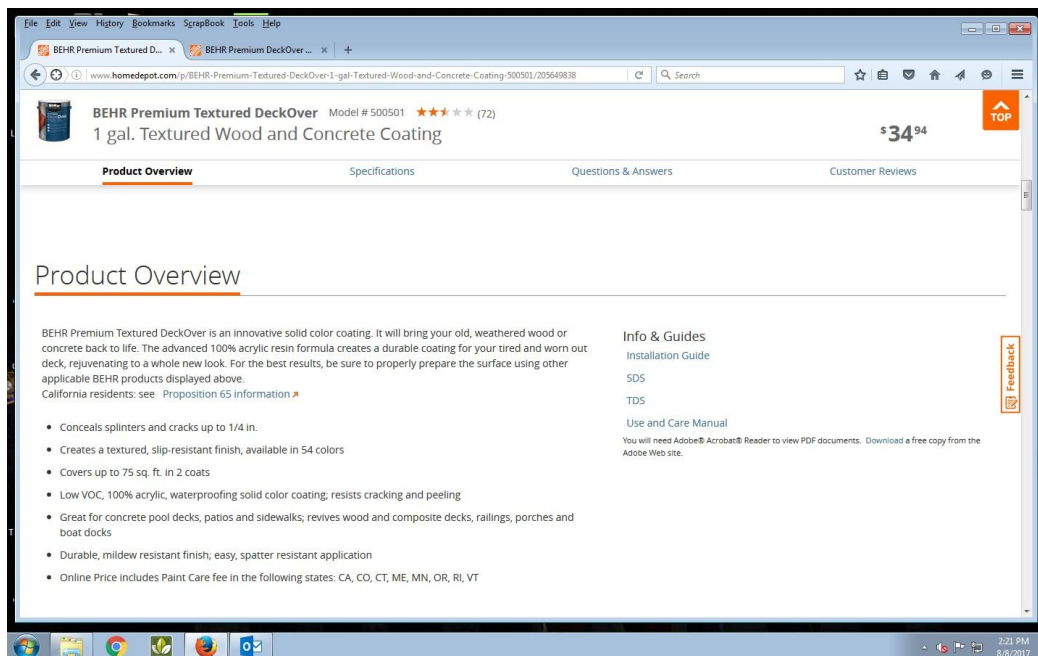 File Edit View History Bookmarks ScrapBook Tools Help
BEHR Premium Textured D... × BEHR Premium DeckOver ... × +
www.homedepot.com/p/BEHR-Premium-Textured-DeckOver-1-gal-Textured-Wood-and-Concrete-Coating-500501/205649838 Search
BEHR Premium Textured DeckOver Model # 500501 (72)
1 gal. Textured Wood and Concrete Coating
$34 94
TOP
Product Overview Specifications Questions & Answers Customer Reviews
Product Overview
BEHR Premium Textured DeckOver is an innovative solid color coating. It will bring your old, weathered wood or
concrete back to life. The advanced 100% acrylic resin formula creates a durable coating for your tired and worn out
deck, rejuvenating to a whole new look. For the best results, be sure to properly prepare the surface using other
applicable BEHR products displayed above.
California residents: see Proposition 65 information
• Conceals splinters and cracks up to 1/4 in.
• Creates a textured, slip-resistant finish, available in 54 colors
• Covers up to 75 sq. ft. in 2 coats
• Low VOC, 100% acrylic, waterproofing solid color coating; resists cracking and peeling
• Great for concrete pool decks, patios and sidewalks; revives wood and composite decks, railings, porches and
boat docks
• Durable, mildew resistant finish; easy, spatter resistant application
• Online Price includes Paint Care fee in the following states: CA, CO, CT, ME, MN, OR, RI, VT
Info & Guides
Installation Guide
SDS
TDS
Use and Care Manual
You will need Adobe® Acrobat® Reader to view PDF documents. Download a free copy from the
Adobe Web site.
Feedback
2:21 PM
8/8/2017